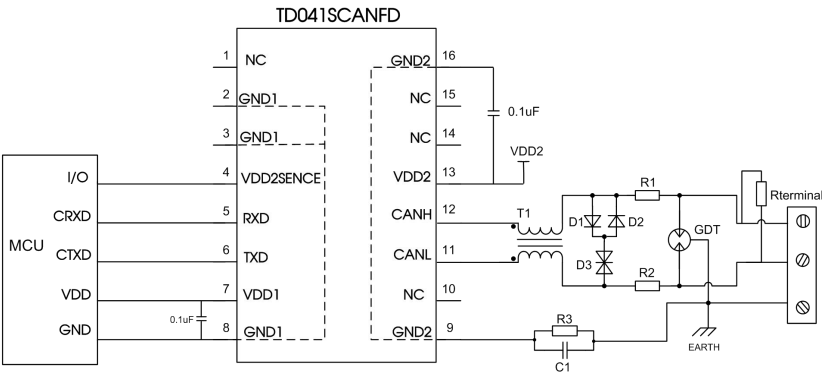 TD041SCANFD
1 NC
2 GND1
3 GND1
4 VDD2SENCE
5 RXD
6 TXD
7 VDD1
8 GND1
GND2 16
NC 15
NC 14
VDD2 13
CANH 12
CANL 11
NC 10
GND2 9
MCU
I/O
CRXD
CTXD
VDD
GND
0.1uF
0.1uF
VDD2
T1
D1
D2
D3
R1
R2
GDT
Rterminal
R3
C1
EARTH